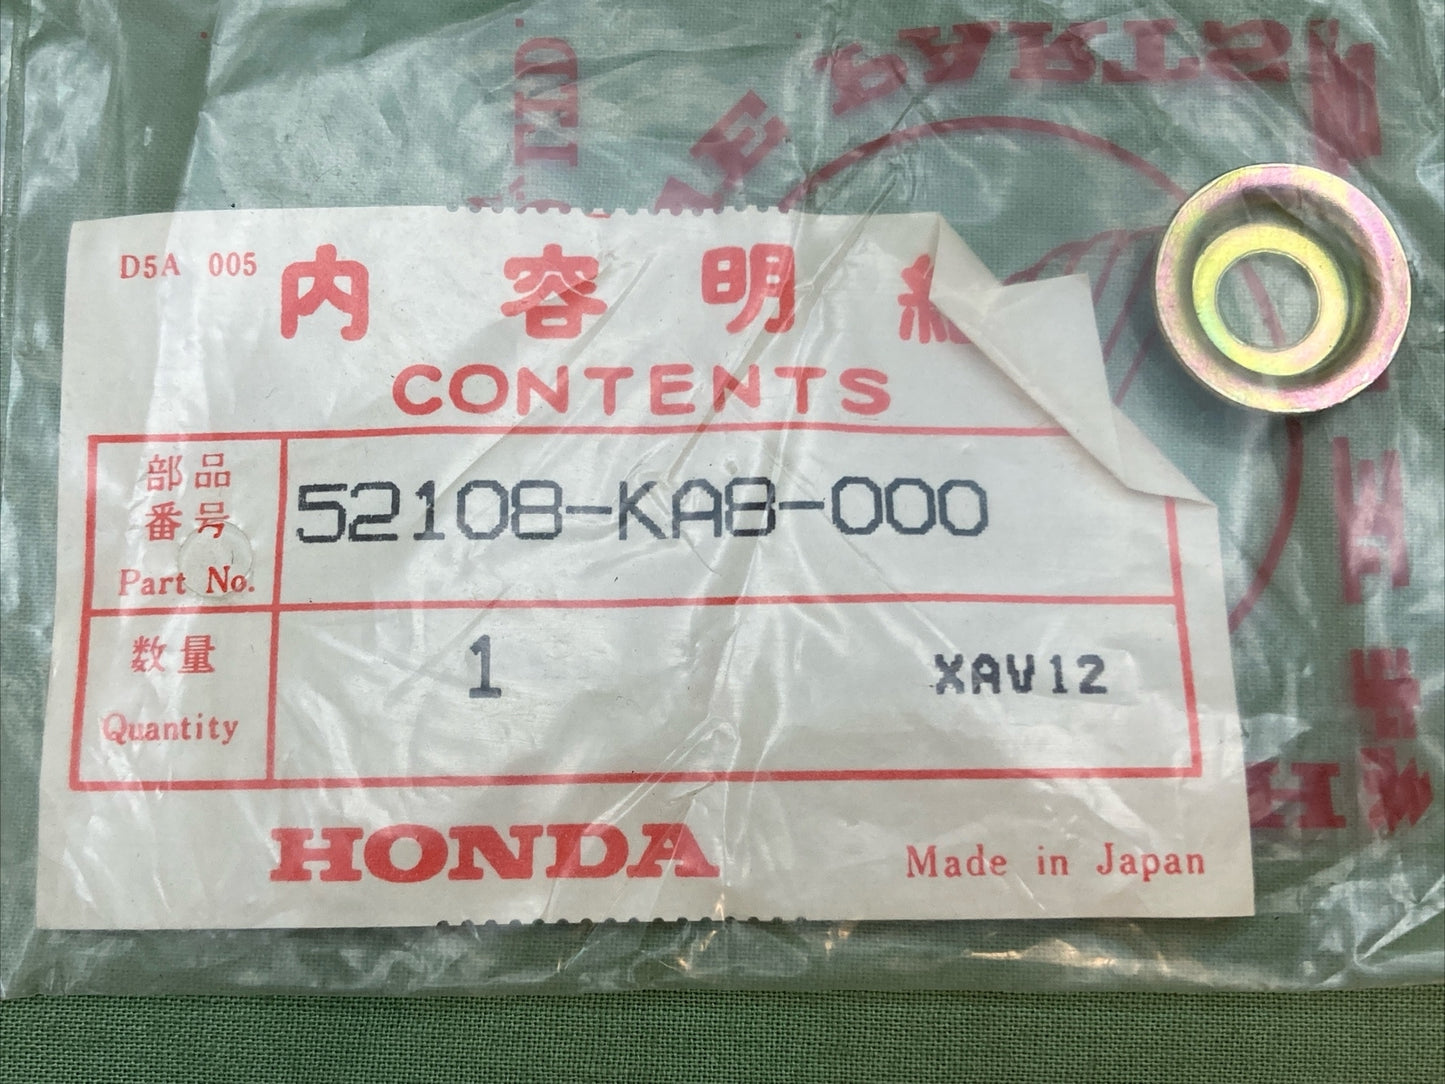 D5A 005
内容明
CONTENTS
部品
番号
Part No.
52108-KA8-000
数量
Quantity
1
XAV12
HONDA
Made in Japan